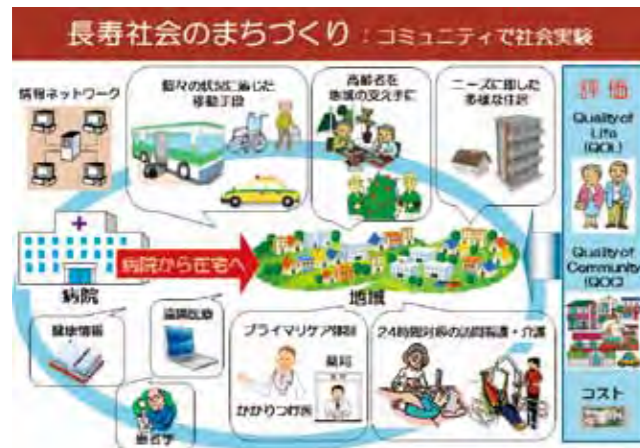 長寿社会のまちづくり：コミュニティで社会実験
情報ネットワーク
個々の状況に応じた
移動手段
高齢者を
地域の支え手に
ニーズに即した
多様な住居
評価
Quality of
Life
(QOL)
病院から在宅へ
病院
地域
Quality of
Community
(QOC)
健康情報
遠隔医療
プライマリケア体制
薬局
かかりつけ医
24時間対応の訪問看護・介護
コスト